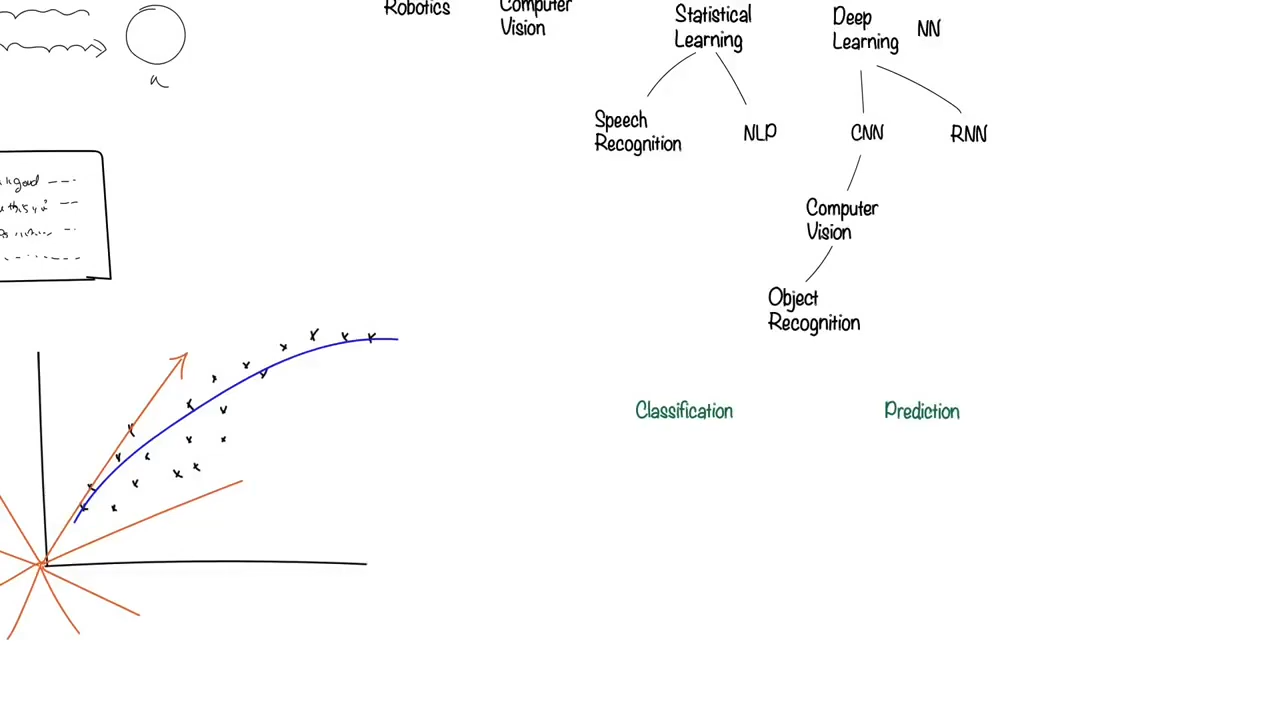 Robotics
Computer
Vision
Statistical
Learning
Deep
Learning
NN
Speech
Recognition
NLP
CNN
RNN
Computer
Vision
Object
Recognition
good
Classification
Prediction